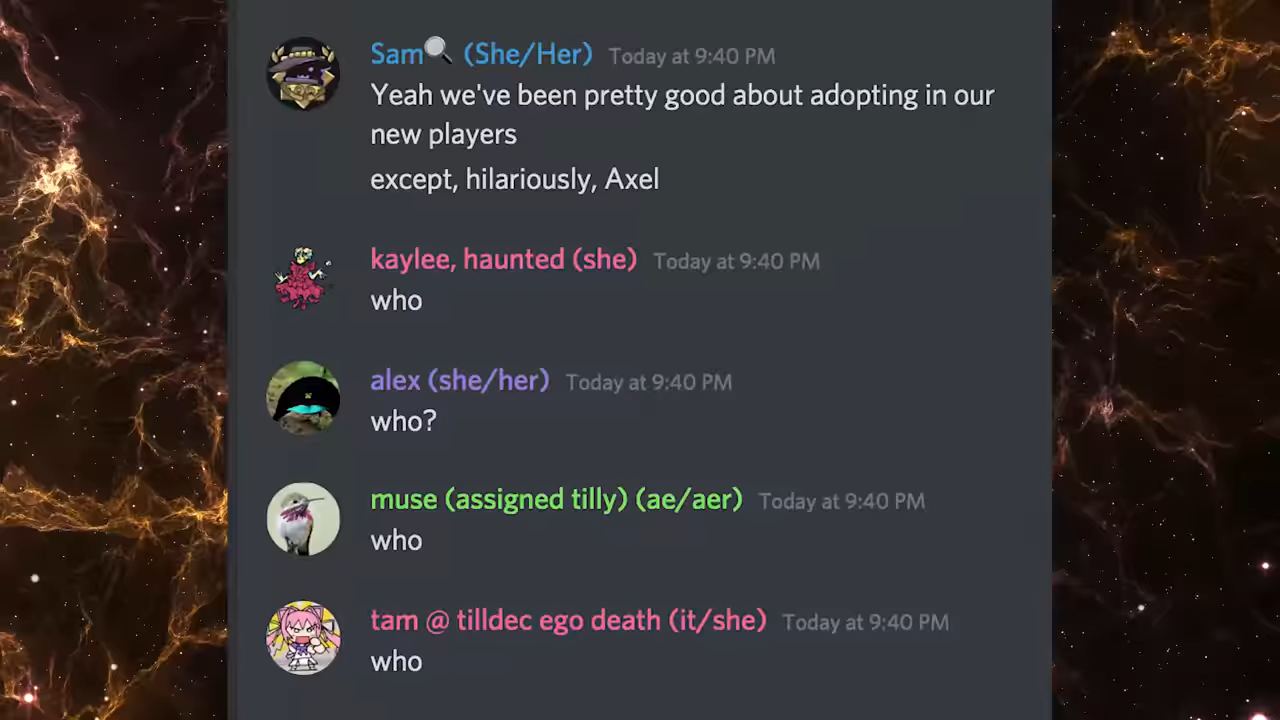 Sam🔍 (She/Her) Today at 9:40 PM
Yeah we've been pretty good about adopting in our
new players
except, hilariously, Axel
kaylee, haunted (she) Today at 9:40 PM
who
alex (she/her) Today at 9:40 PM
who?
muse (assigned tilly) (ae/aer) Today at 9:40 PM
who
tam @ tilldec ego death (it/she) Today at 9:40 PM
who